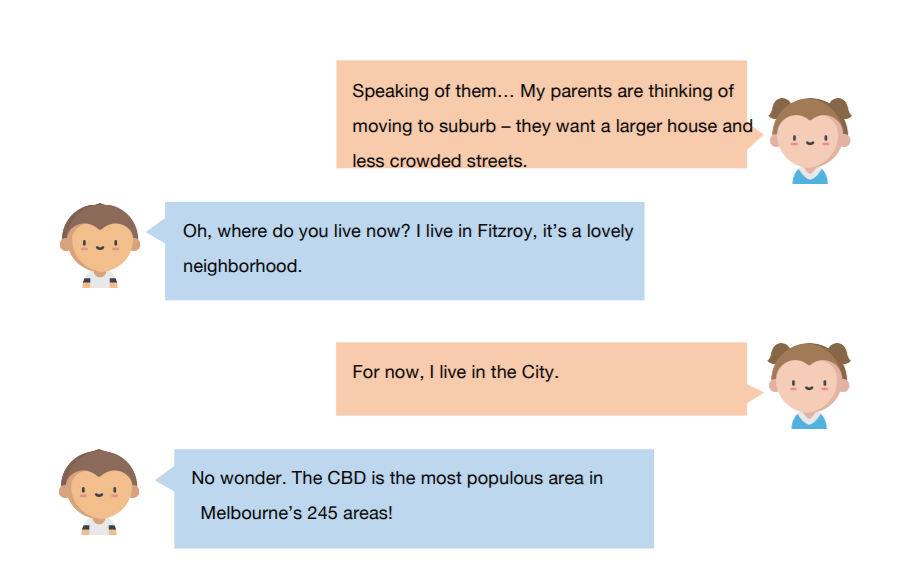 Speaking of them… My parents are thinking of
moving to suburb – they want a larger house and
less crowded streets.
Oh, where do you live now? I live in Fitzroy, it’s a lovely
neighborhood.
For now, I live in the City.
No wonder. The CBD is the most populous area in
Melbourne’s 245 areas!